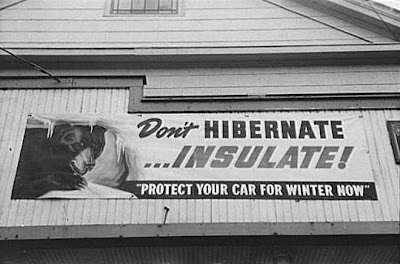 Don't HIBERNATE
...INSULATE!
"PROTECT YOUR CAR FOR WINTER NOW"